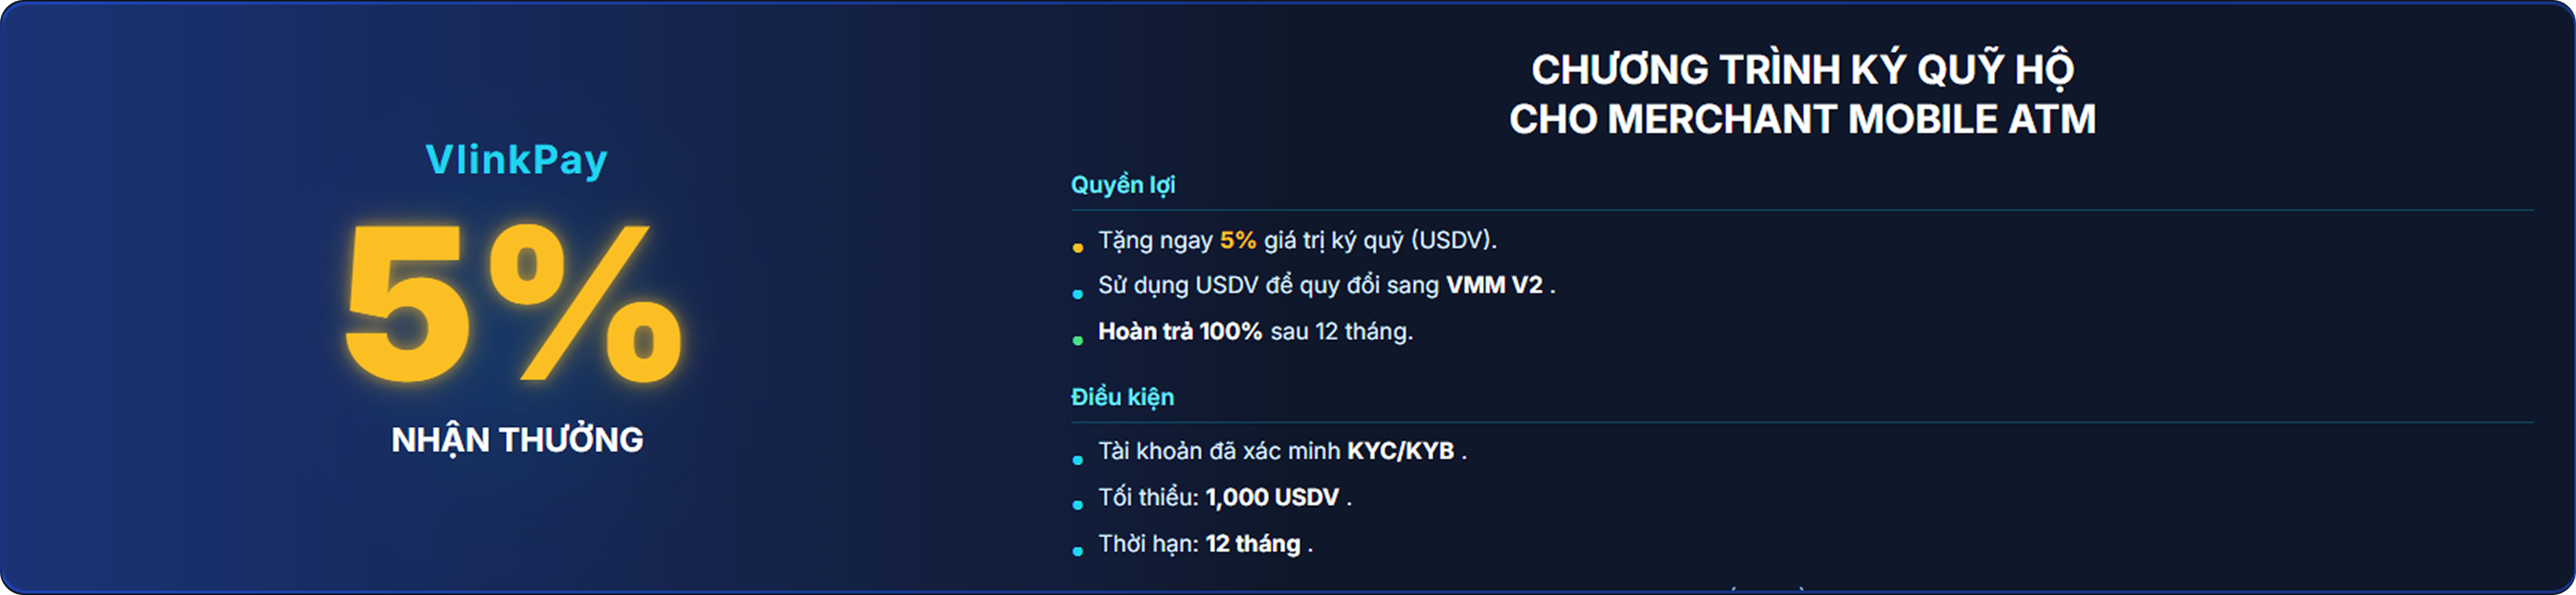 VlinkPay
5%
NHẬN THƯỞNG
CHƯƠNG TRÌNH KÝ QUỸ HỘ
CHO MERCHANT MOBILE ATM
Quyền lợi
Tặng ngay 5% giá trị ký quỹ (USDV).
Sử dụng USDV để quy đổi sang VMM V2 .
Hoàn trả 100% sau 12 tháng.
Điều kiện
Tài khoản đã xác minh KYC/KYB .
Tối thiểu: 1,000 USDV .
Thời hạn: 12 tháng .